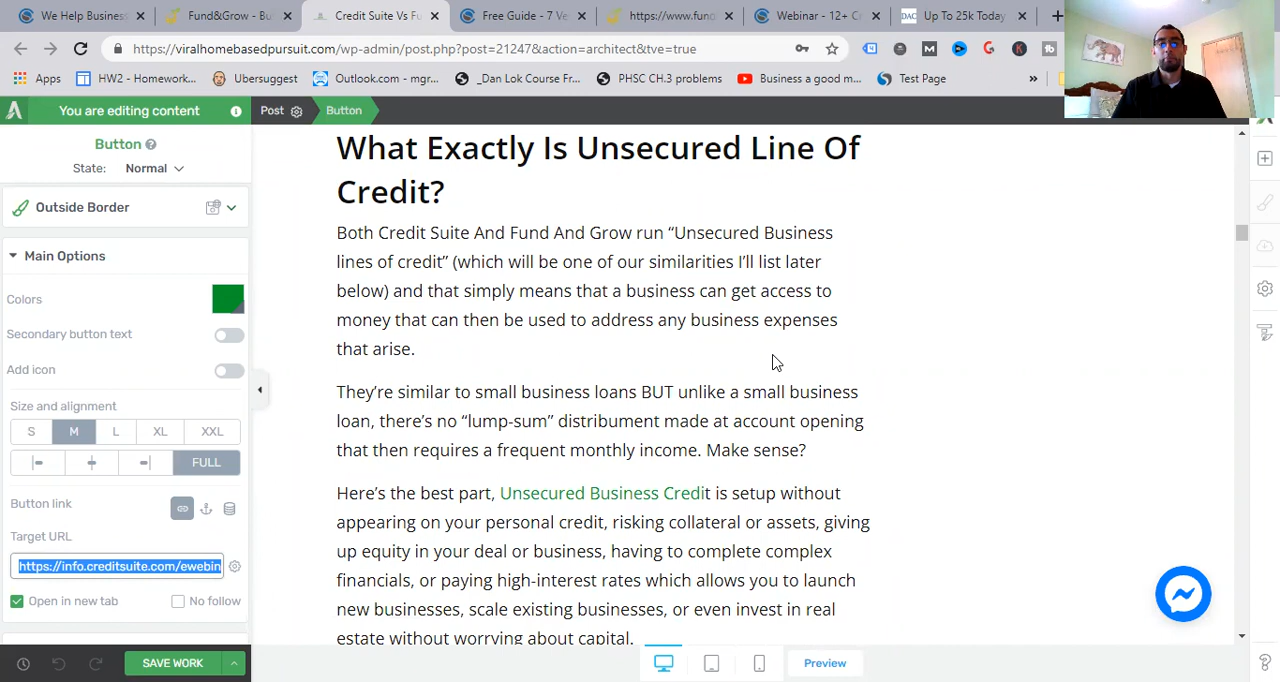 We Help Business
Fund&Grow - Bu
Credit Suite Vs Fu
Free Guide - 7 Ve
https://www.fund
Webinar - 12+ Cr
DAC
Up To 25k Today
https://viralhomebasedpursuit.com/wp-admin/post.php?post=21247&action=architect&tve=true
Apps
HW2 - Homework...
Ubersuggest
Outlook.com - mgr...
_Dan Lok Course Fr...
PHSC CH.3 problems
Business a good m...
Test Page
»
You are editing content
Post
Button
Button
State: Normal
Outside Border
Main Options
Colors
Secondary button text
Add icon
Size and alignment
S M L XL XXL
FULL
Button link
Target URL
https://info.creditsuite.com/ewebin
Open in new tab
No follow
SAVE WORK
What Exactly Is Unsecured Line Of
Credit?
Both Credit Suite And Fund And Grow run “Unsecured Business
lines of credit” (which will be one of our similarities I’ll list later
below) and that simply means that a business can get access to
money that can then be used to address any business expenses
that arise.
They’re similar to small business loans BUT unlike a small business
loan, there’s no “lump-sum” distribument made at account opening
that then requires a frequent monthly income. Make sense?
Here’s the best part, Unsecured Business Credit is setup without
appearing on your personal credit, risking collateral or assets, giving
up equity in your deal or business, having to complete complex
financials, or paying high-interest rates which allows you to launch
new businesses, scale existing businesses, or even invest in real
estate without worrying about capital.
Preview